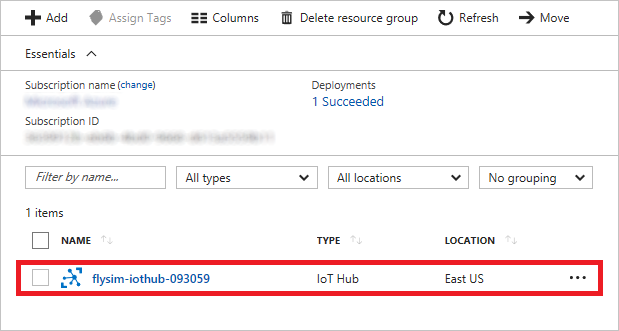 Add Assign Tags Columns Delete resource group Refresh Move
Essentials
Subscription name (change) Deployments
1 Succeeded
Subscription ID
Filter by name... All types All locations No grouping
1 items
NAME TYPE LOCATION
flysim-iothub-093059 IoT Hub East US